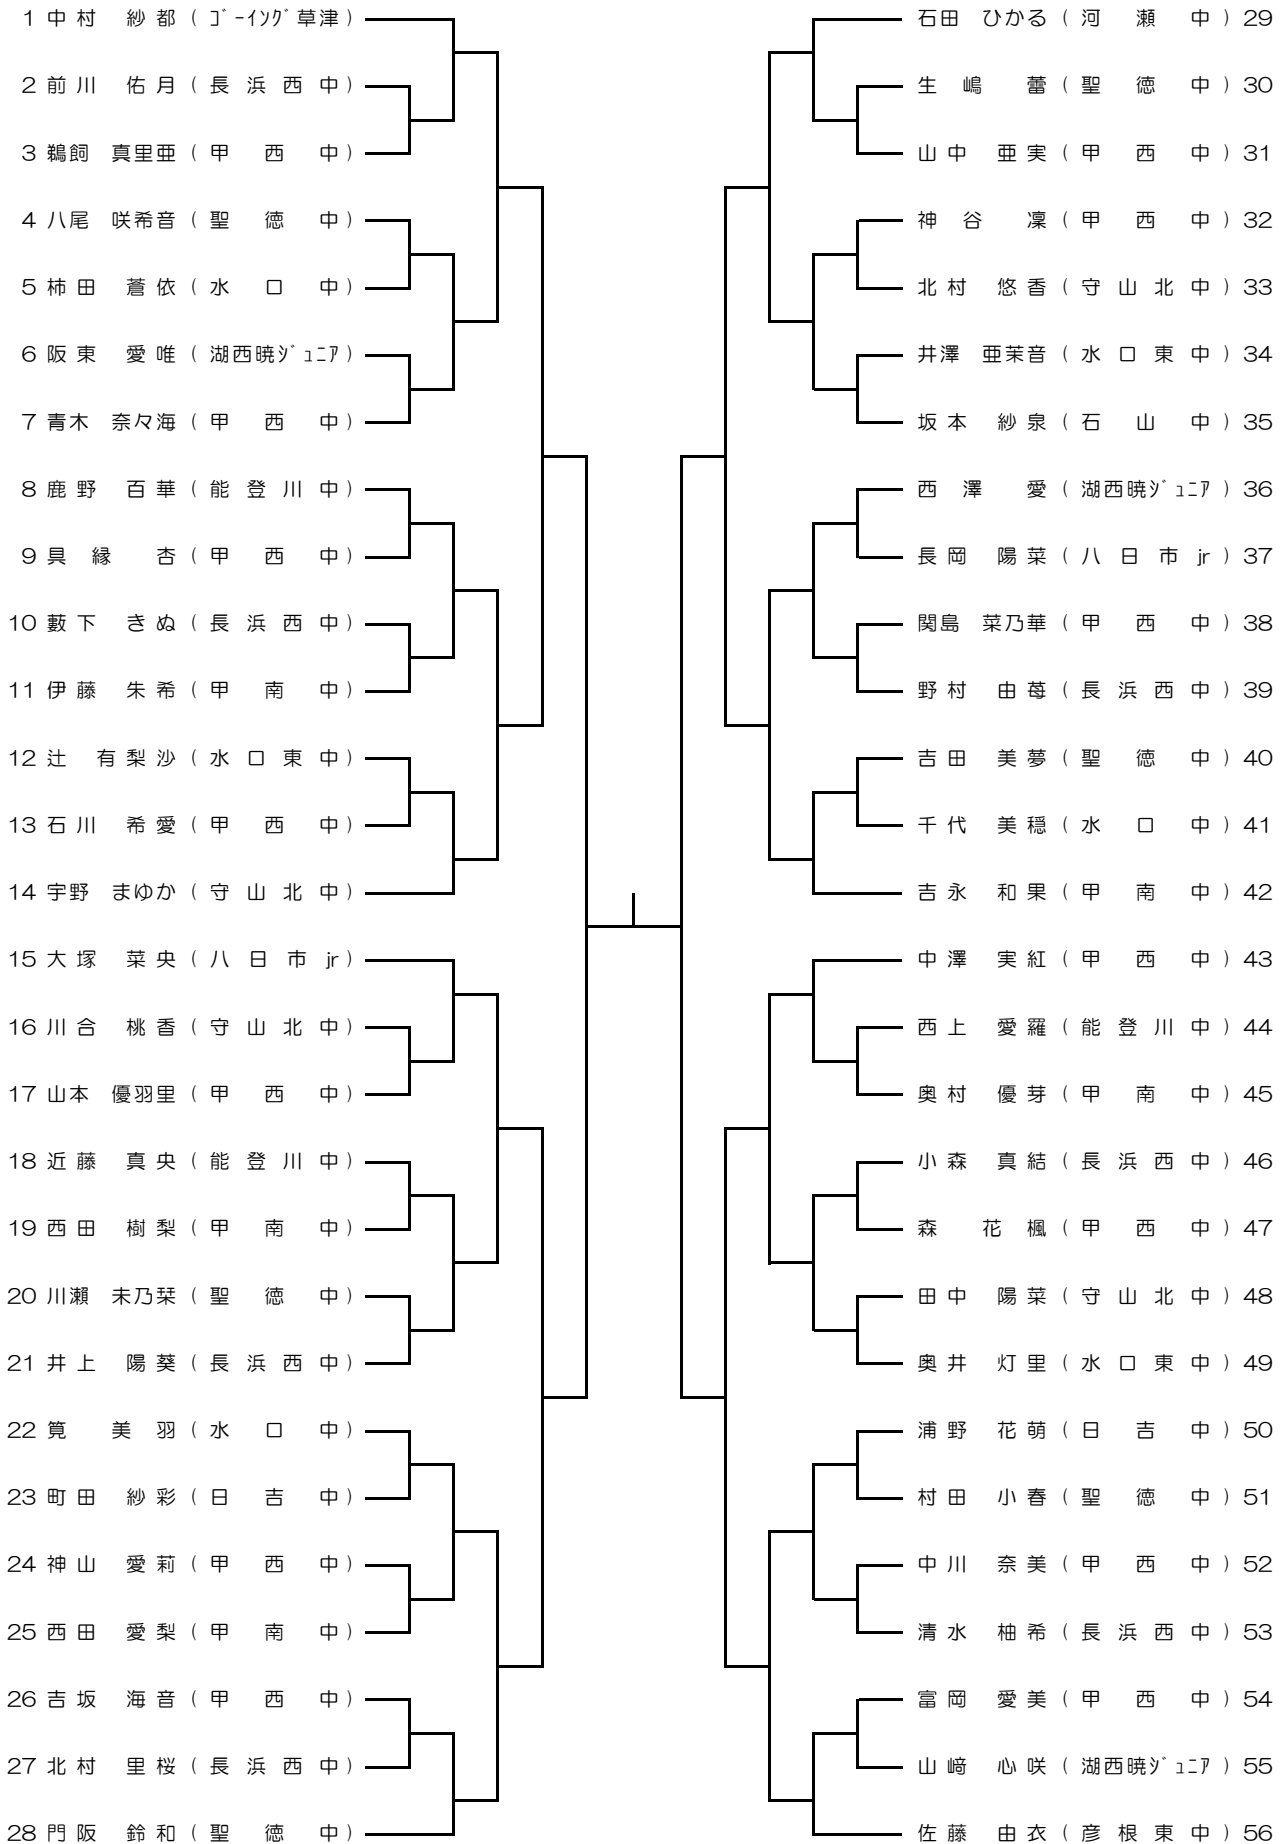 1 中村 紗都 ( ｺﾞｰｲﾝｸﾞ草津 )
2 前川 佑月 ( 長浜西中 )
3 鵜飼 真里亜 ( 甲西中 )
4 八尾 咲希音 ( 聖徳中 )
5 柿田 蒼依 ( 水口中 )
6 阪東 愛唯 ( 湖西暁ｼﾞｭﾆｱ )
7 青木 奈々海 ( 甲西中 )
8 鹿野 百華 ( 能登川中 )
9 具縁 杏 ( 甲西中 )
10 藪下 きぬ ( 長浜西中 )
11 伊藤 朱希 ( 甲南中 )
12 辻 有梨沙 ( 水口東中 )
13 石川 希愛 ( 甲西中 )
14 宇野 まゆか ( 守山北中 )
15 大塚 菜央 ( 八日市jr )
16 川合 桃香 ( 守山北中 )
17 山本 優羽里 ( 甲西中 )
18 近藤 真央 ( 能登川中 )
19 西田 樹梨 ( 甲南中 )
20 川瀬 未乃栞 ( 聖徳中 )
21 井上 陽葵 ( 長浜西中 )
22 筧 美羽 ( 水口中 )
23 町田 紗彩 ( 日吉中 )
24 神山 愛莉 ( 甲西中 )
25 西田 愛梨 ( 甲南中 )
26 吉坂 海音 ( 甲西中 )
27 北村 里桜 ( 長浜西中 )
28 門阪 鈴和 ( 聖徳中 )
石田 ひかる ( 河瀬中 ) 29
生嶋 蕾 ( 聖徳中 ) 30
山中 亜実 ( 甲西中 ) 31
神谷 凜 ( 甲西中 ) 32
北村 悠香 ( 守山北中 ) 33
井澤 亜茉音 ( 水口東中 ) 34
坂本 紗泉 ( 石山中 ) 35
西澤 愛 ( 湖西暁ｼﾞｭﾆｱ ) 36
長岡 陽菜 ( 八日市jr ) 37
関島 菜乃華 ( 甲西中 ) 38
野村 由苺 ( 長浜西中 ) 39
吉田 美夢 ( 聖徳中 ) 40
千代 美穏 ( 水口中 ) 41
吉永 和果 ( 甲南中 ) 42
中澤 実紅 ( 甲西中 ) 43
西上 愛羅 ( 能登川中 ) 44
奥村 優芽 ( 甲南中 ) 45
小森 真結 ( 長浜西中 ) 46
森 花楓 ( 甲西中 ) 47
田中 陽菜 ( 守山北中 ) 48
奥井 灯里 ( 水口東中 ) 49
浦野 花萌 ( 日吉中 ) 50
村田 小春 ( 聖徳中 ) 51
中川 奈美 ( 甲西中 ) 52
清水 柚希 ( 長浜西中 ) 53
富岡 愛美 ( 甲西中 ) 54
山﨑 心咲 ( 湖西暁ｼﾞｭﾆｱ ) 55
佐藤 由衣 ( 彦根東中 ) 56